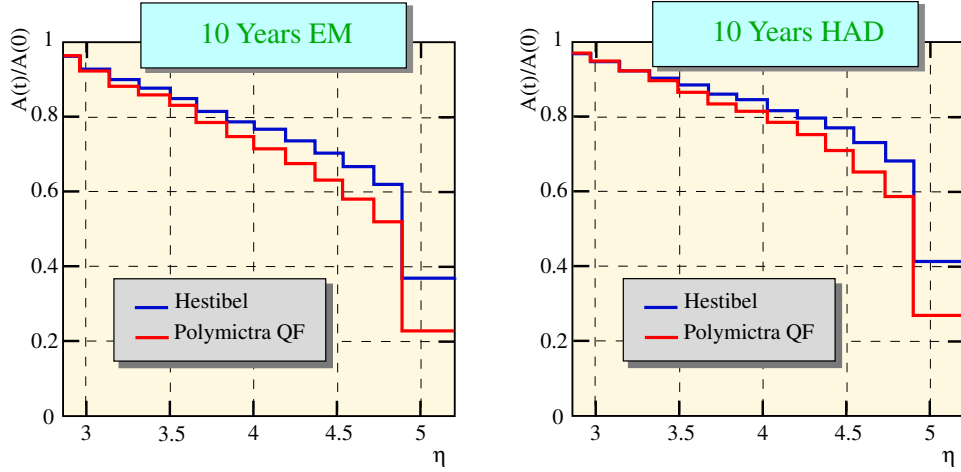 10 Years EM
A(t)/A(0)
1
0.8
0.6
0.4
0.2
0
Hestibel
Polymictra QF
3
3.5
4
4.5
5
η
10 Years HAD
A(t)/A(0)
1
0.8
0.6
0.4
0.2
0
Hestibel
Polymictra QF
3
3.5
4
4.5
5
η